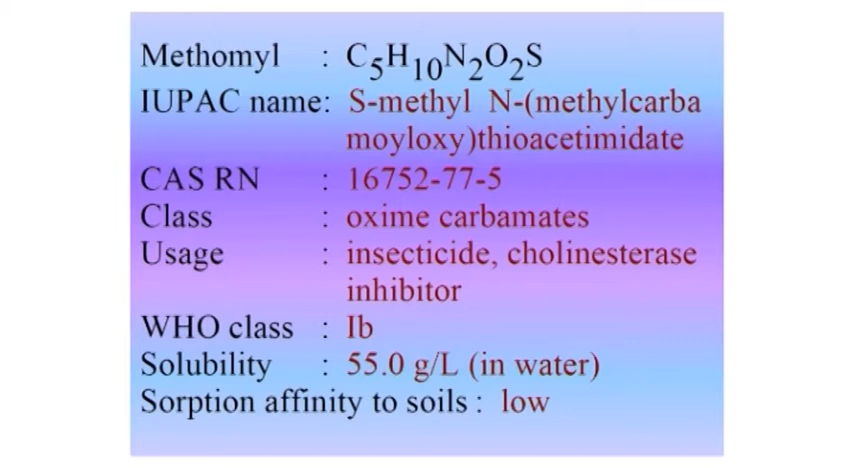 Methomyl : C₅H₁₀N₂O₂S
IUPAC name: S-methyl N-(methylcarba
moyloxy)thioacetimidate
CAS RN : 16752-77-5
Class : oxime carbamates
Usage : insecticide, cholinesterase
inhibitor
WHO class : Ib
Solubility : 55.0 g/L (in water)
Sorption affinity to soils : low